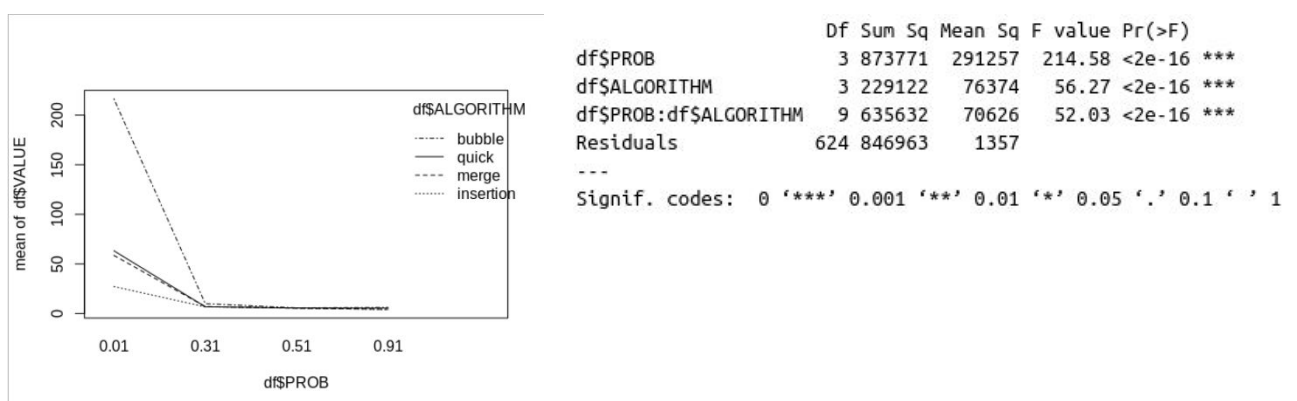 df$ALGORITHM
bubble
quick
merge
insertion
mean of df$VALUE
200
150
100
50
0
0.01 0.31 0.51 0.91
df$PROB
Df Sum Sq Mean Sq F value Pr(>F)
df$PROB 3 873771 291257 214.58 <2e-16 ***
df$ALGORITHM 3 229122 76374 56.27 <2e-16 ***
df$PROB:df$ALGORITHM 9 635632 70626 52.03 <2e-16 ***
Residuals 624 846963 1357
---
Signif. codes: 0 ‘***’ 0.001 ‘**’ 0.01 ‘*’ 0.05 ‘.’ 0.1 ‘ ’ 1